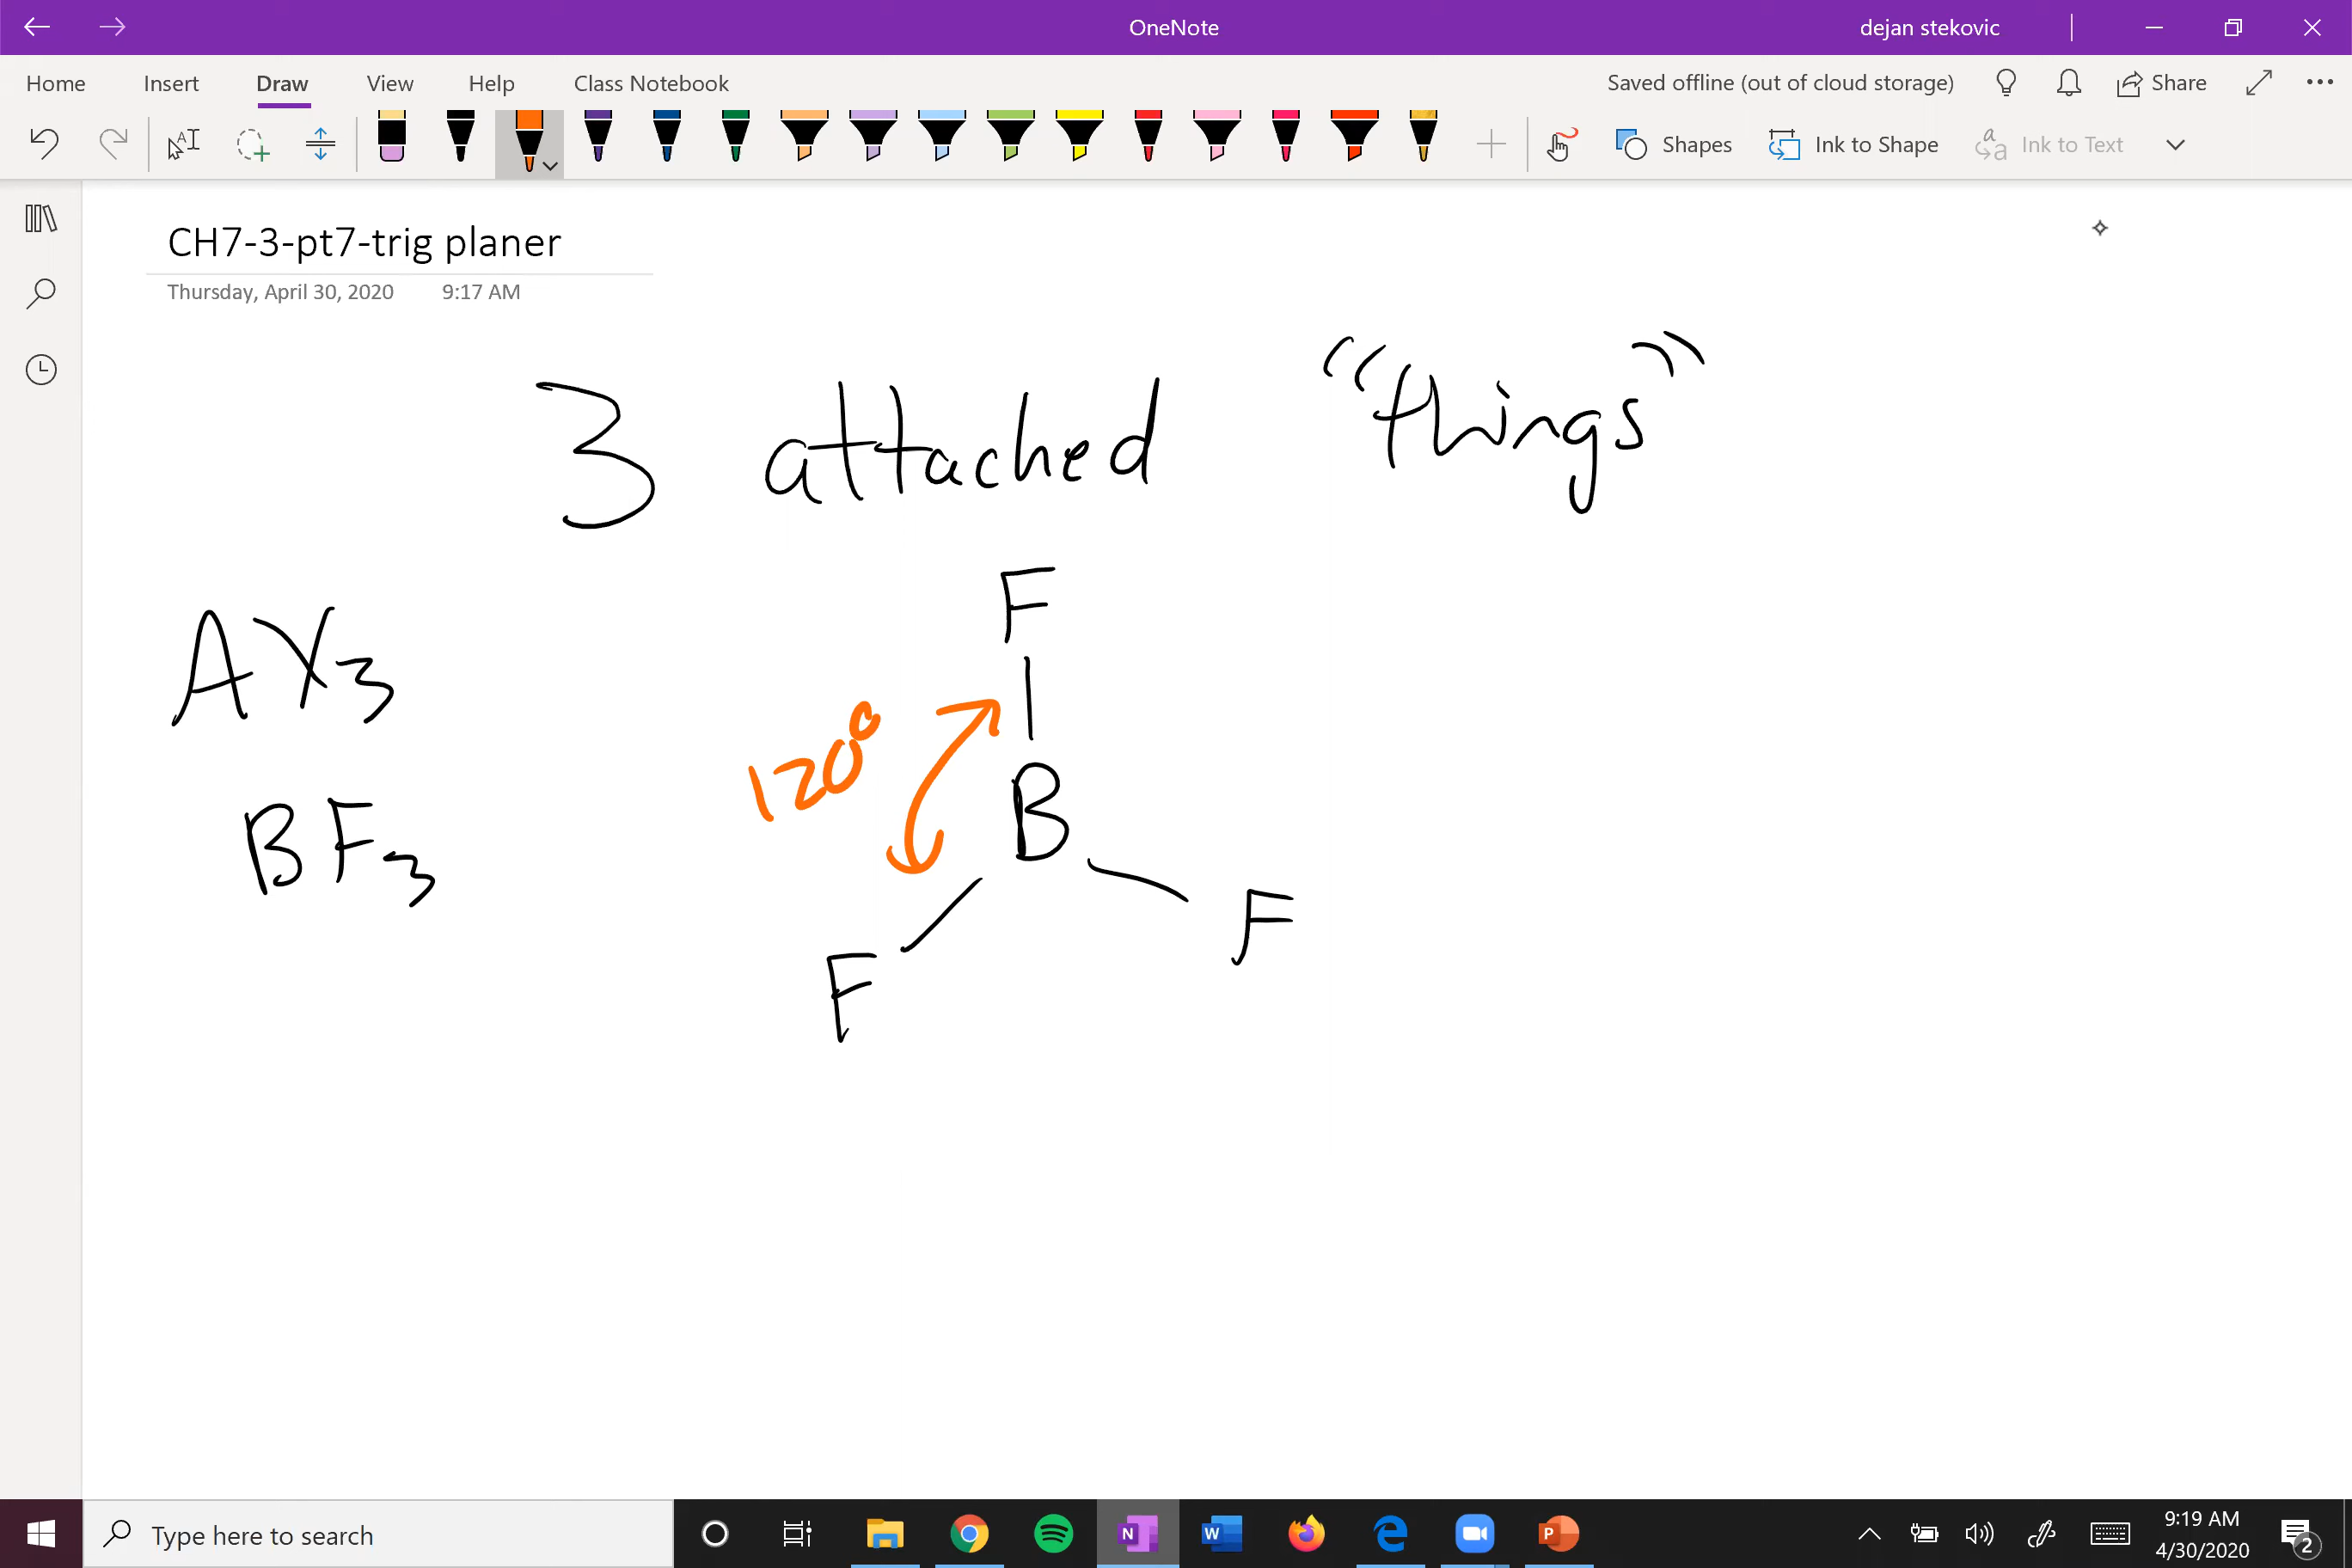 OneNote
dejan stekovic
Home Insert Draw View Help Class Notebook
Saved offline (out of cloud storage) Share
Shapes Ink to Shape Ink to Text
CH7-3-pt7-trig planer
Thursday, April 30, 2020 9:17 AM
3 attached "things"
AX3
BF3
F
120°
B
F
F
Type here to search
9:19 AM
4/30/2020
2